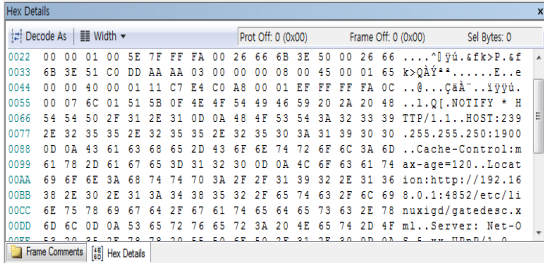 Hex Details x
Decode As Width Prot Off: 0 (0x00) Frame Off: 0 (0x00) Sel Bytes: 0
0022 00 00 01 00 5E 7F FF FA 00 26 66 6B 3E 50 00 26 66 ....^.ÿú.&fk>P.&f
0033 6B 3E 51 C0 DD AA AA 03 00 00 00 08 00 45 00 01 65 k>QÀÝªª......E..e
0044 00 00 40 00 01 11 C7 E4 C0 A8 00 01 EF FF FF FA 0C ..@...ÇäÀ¨..ïÿÿú.
0055 00 07 6C 01 51 5B 0F 4E 4F 54 49 46 59 20 2A 20 48 ..l.Q[.NOTIFY * H
0066 54 54 50 2F 31 2E 31 0D 0A 48 4F 53 54 3A 32 33 39 TTP/1.1..HOST:239
0077 2E 32 35 35 2E 32 35 35 2E 32 35 30 3A 31 39 30 30 .255.255.250:1900
0088 0D 0A 43 61 63 68 65 2D 43 6F 6E 74 72 6F 6C 3A 6D ..Cache-Control:m
0099 61 78 2D 61 67 65 3D 31 32 30 0D 0A 4C 6F 63 61 74 ax-age=120..Locat
00AA 69 6F 6E 3A 68 74 74 70 3A 2F 2F 31 39 32 2E 31 36 ion:http://192.16
00BB 38 2E 30 2E 31 3A 34 38 35 32 2F 65 74 63 2F 6C 69 8.0.1:4852/etc/li
00CC 6E 75 78 69 67 64 2F 67 61 74 65 64 65 73 63 2E 78 nuxigd/gatedesc.x
00DD 6D 6C 0D 0A 53 65 72 76 65 72 3A 20 4E 65 74 2D 4F ml..Server: Net-O
Frame Comments Hex Details